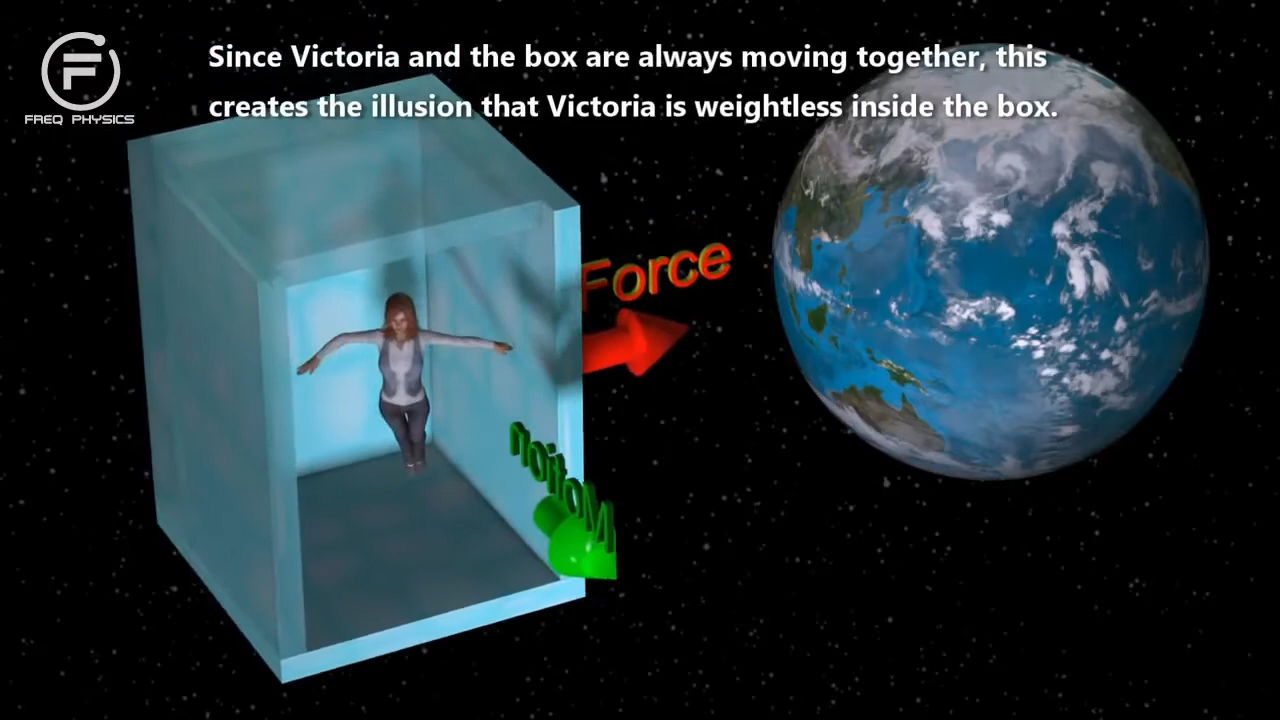 Since Victoria and the box are always moving together, this
creates the illusion that Victoria is weightless inside the box.
F
FREQ PHYSICS
Force
Motion